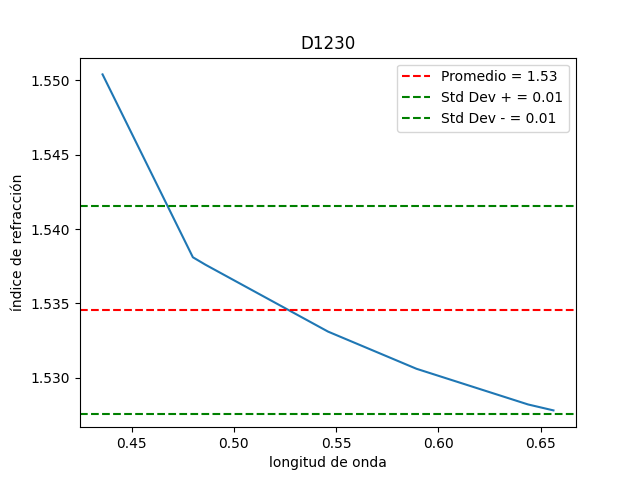 D1230
Promedio = 1.53
Std Dev + = 0.01
Std Dev - = 0.01
índice de refracción
1.550
1.545
1.540
1.535
1.530
0.45 0.50 0.55 0.60 0.65
longitud de onda